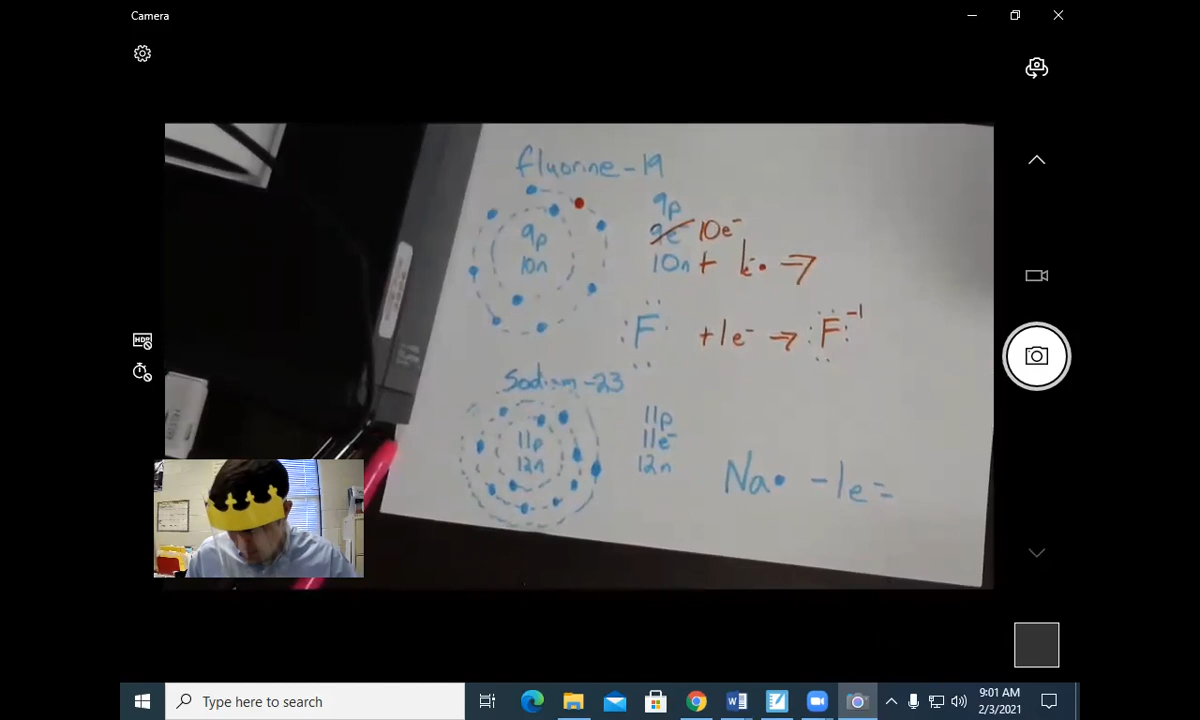 Camera
fluorine-19
9p
10n
9p
9e⁻ 10e⁻
10n + e⁻ • →
F + 1e⁻ → F⁻¹
Sodium-23
11p
12n
11p
11e⁻
12n
Na• -1e⁻
Type here to search
9:01 AM
2/3/2021